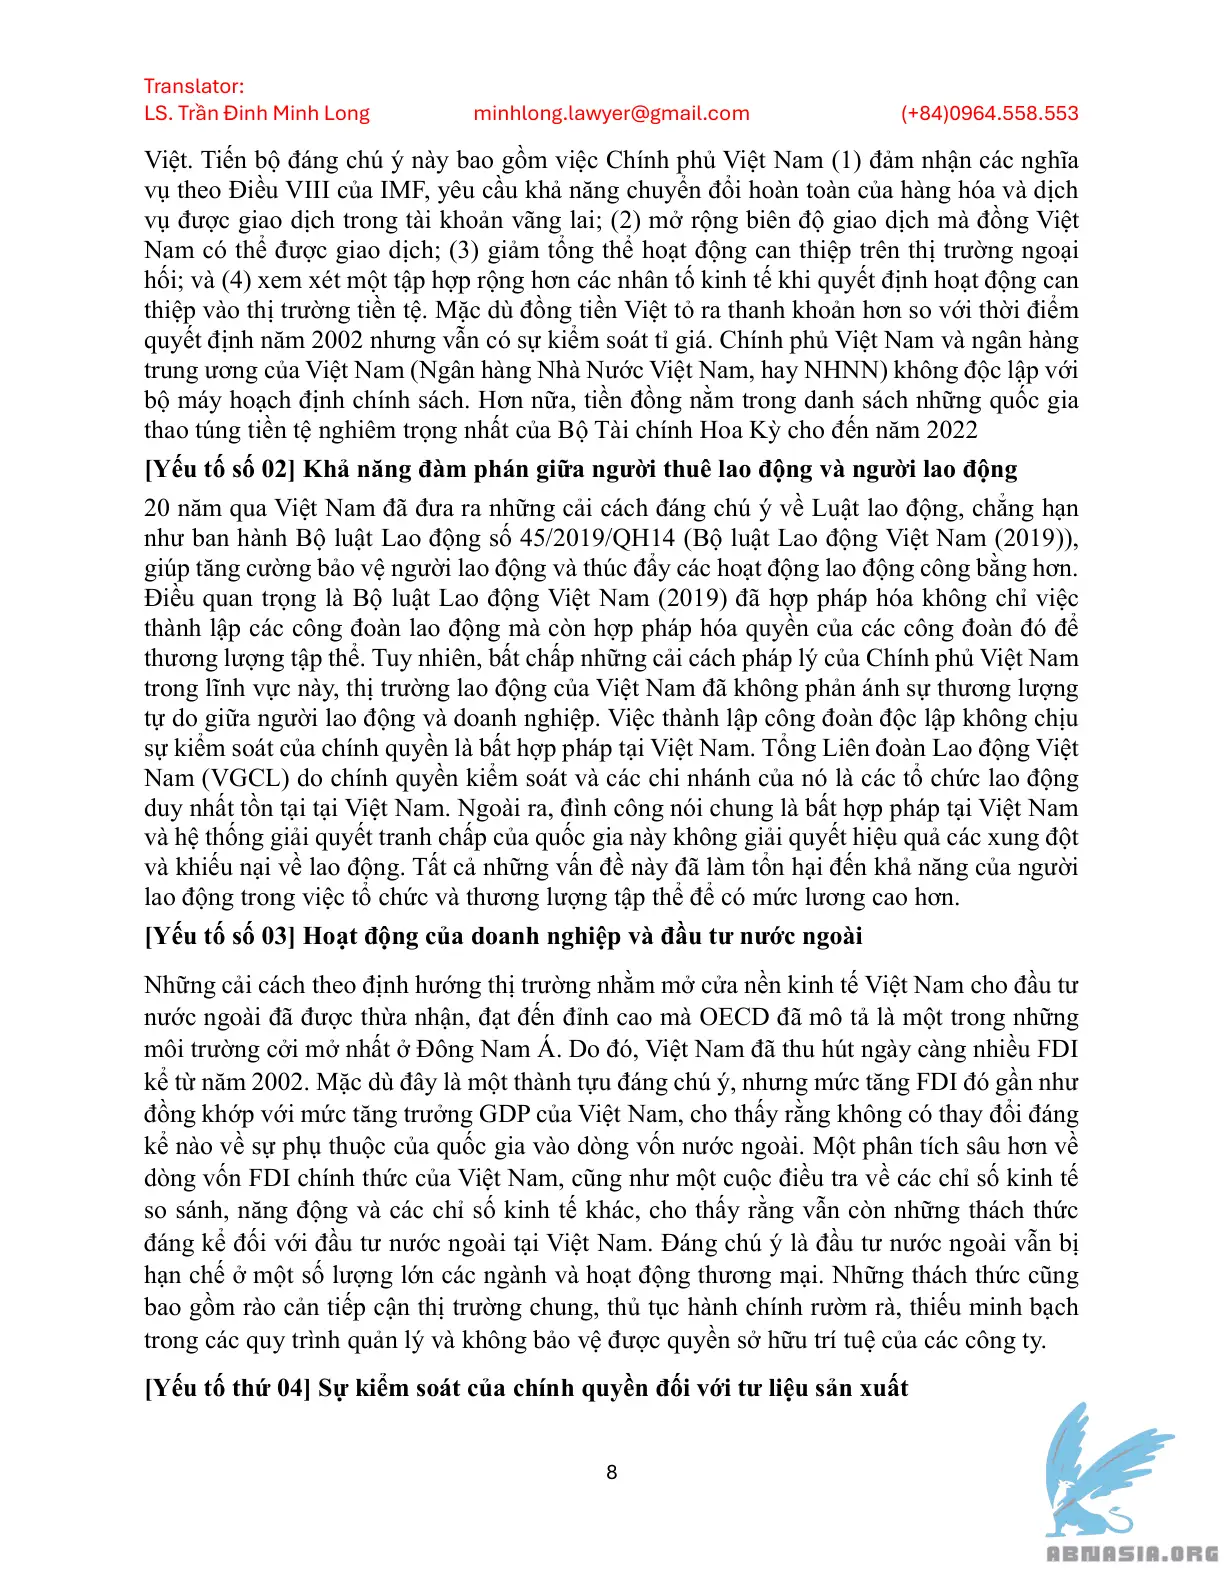 Translator:
LS. Trần Đinh Minh Long minhlong.lawyer@gmail.com (+84)0964.558.553
Việt. Tiến bộ đáng chú ý này bao gồm việc Chính phủ Việt Nam (1) đảm nhận các nghĩa
vụ theo Điều VIII của IMF, yêu cầu khả năng chuyển đổi hoàn toàn của hàng hóa và dịch
vụ được giao dịch trong tài khoản vãng lai; (2) mở rộng biên độ giao dịch mà đồng Việt
Nam có thể được giao dịch; (3) giảm tổng thể hoạt động can thiệp trên thị trường ngoại
hối; và (4) xem xét một tập hợp rộng hơn các nhân tố kinh tế khi quyết định hoạt động can
thiệp vào thị trường tiền tệ. Mặc dù đồng tiền Việt tỏ ra thanh khoản hơn so với thời điểm
quyết định năm 2002 nhưng vẫn có sự kiểm soát tỉ giá. Chính phủ Việt Nam và ngân hàng
trung ương của Việt Nam (Ngân hàng Nhà Nước Việt Nam, hay NHNN) không độc lập với
bộ máy hoạch định chính sách. Hơn nữa, tiền đồng nằm trong danh sách những quốc gia
thao túng tiền tệ nghiêm trọng nhất của Bộ Tài chính Hoa Kỳ cho đến năm 2022
[Yếu tố số 02] Khả năng đàm phán giữa người thuê lao động và người lao động
20 năm qua Việt Nam đã đưa ra những cải cách đáng chú ý về Luật lao động, chẳng hạn
như ban hành Bộ luật Lao động số 45/2019/QH14 (Bộ luật Lao động Việt Nam (2019)),
giúp tăng cường bảo vệ người lao động và thúc đẩy các hoạt động lao động công bằng hơn.
Điều quan trọng là Bộ luật Lao động Việt Nam (2019) đã hợp pháp hóa không chỉ việc
thành lập các công đoàn lao động mà còn hợp pháp hóa quyền của các công đoàn đó để
thương lượng tập thể. Tuy nhiên, bất chấp những cải cách pháp lý của Chính phủ Việt Nam
trong lĩnh vực này, thị trường lao động của Việt Nam đã không phản ánh sự thương lượng
tự do giữa người lao động và doanh nghiệp. Việc thành lập công đoàn độc lập không chịu
sự kiểm soát của chính quyền là bất hợp pháp tại Việt Nam. Tổng Liên đoàn Lao động Việt
Nam (VGCL) do chính quyền kiểm soát và các chi nhánh của nó là các tổ chức lao động
duy nhất tồn tại tại Việt Nam. Ngoài ra, đình công nói chung là bất hợp pháp tại Việt Nam
và hệ thống giải quyết tranh chấp của quốc gia này không giải quyết hiệu quả các xung đột
và khiếu nại về lao động. Tất cả những vấn đề này đã làm tổn hại đến khả năng của người
lao động trong việc tổ chức và thương lượng tập thể để có mức lương cao hơn.
[Yếu tố số 03] Hoạt động của doanh nghiệp và đầu tư nước ngoài
Những cải cách theo định hướng thị trường nhằm mở cửa nền kinh tế Việt Nam cho đầu tư
nước ngoài đã được thừa nhận, đạt đến đỉnh cao mà OECD đã mô tả là một trong những
môi trường cởi mở nhất ở Đông Nam Á. Do đó, Việt Nam đã thu hút ngày càng nhiều FDI
kể từ năm 2002. Mặc dù đây là một thành tựu đáng chú ý, nhưng mức tăng FDI đó gần như
đồng khớp với mức tăng trưởng GDP của Việt Nam, cho thấy rằng không có thay đổi đáng
kể nào về sự phụ thuộc của quốc gia vào dòng vốn nước ngoài. Một phân tích sâu hơn về
dòng vốn FDI chính thức của Việt Nam, cũng như một cuộc điều tra về các chỉ số kinh tế
so sánh, năng động và các chỉ số kinh tế khác, cho thấy rằng vẫn còn những thách thức
đáng kể đối với đầu tư nước ngoài tại Việt Nam. Đáng chú ý là đầu tư nước ngoài vẫn bị
hạn chế ở một số lượng lớn các ngành và hoạt động thương mại. Những thách thức cũng
bao gồm rào cản tiếp cận thị trường chung, thủ tục hành chính rườm rà, thiếu minh bạch
trong các quy trình quản lý và không bảo vệ được quyền sở hữu trí tuệ của các công ty.
[Yếu tố thứ 04] Sự kiểm soát của chính quyền đối với tư liệu sản xuất
8
ABNASIA.ORG